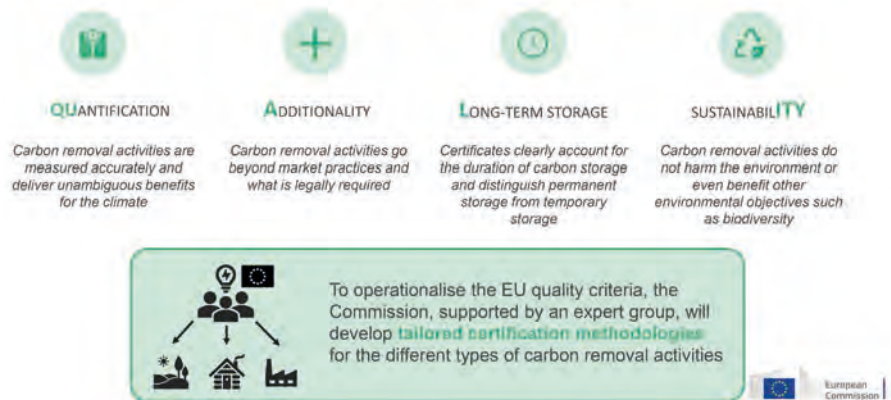 QUANTIFICATION
Carbon removal activities are
measured accurately and
deliver unambiguous benefits
for the climate
ADDITIONALITY
Carbon removal activities go
beyond market practices and
what is legally required
LONG-TERM STORAGE
Certificates clearly account for
the duration of carbon storage
and distinguish permanent
storage from temporary
storage
SUSTAINABILITY
Carbon removal activities do
not harm the environment or
even benefit other
environmental objectives such
as biodiversity
To operationalise the EU quality criteria, the
Commission, supported by an expert group, will
develop tailored certification methodologies
for the different types of carbon removal activities
European
Commission